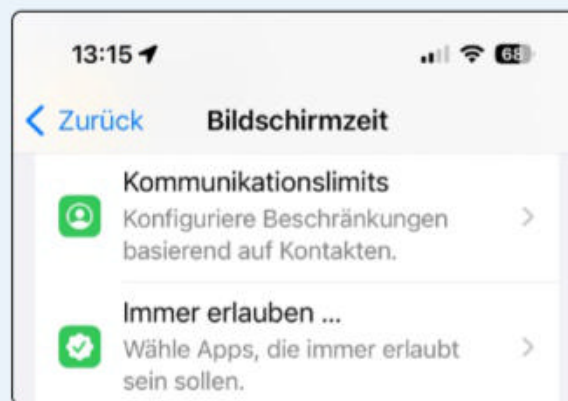 13:15
68
Zurück
Bildschirmzeit
Kommunikationslimits
Konfiguriere Beschränkungen
basierend auf Kontakten.
Immer erlauben ...
Wähle Apps, die immer erlaubt
sein sollen.